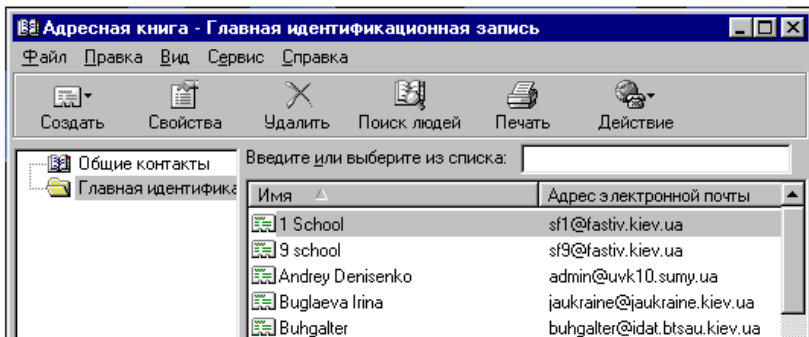 Адресная книга - Главная идентификационная запись
Файл Правка Вид Сервис Справка
Создать Свойства Удалить Поиск людей Печать Действие
Общие контакты
Главная идентифика
Введите или выберите из списка:
Имя Адрес электронной почты
1 School sf1@fastiv.kiev.ua
9 school sf9@fastiv.kiev.ua
Andrey Denisenko admin@uvk10.sumy.ua
Buglaeva Irina jaukraine@jaukraine.kiev.ua
Buhgalter buhgalter@idat.btsau.kiev.ua